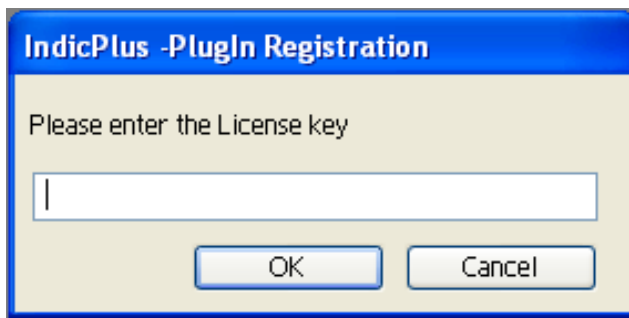 IndicPlus -PlugIn Registration
Please enter the License key
OK Cancel